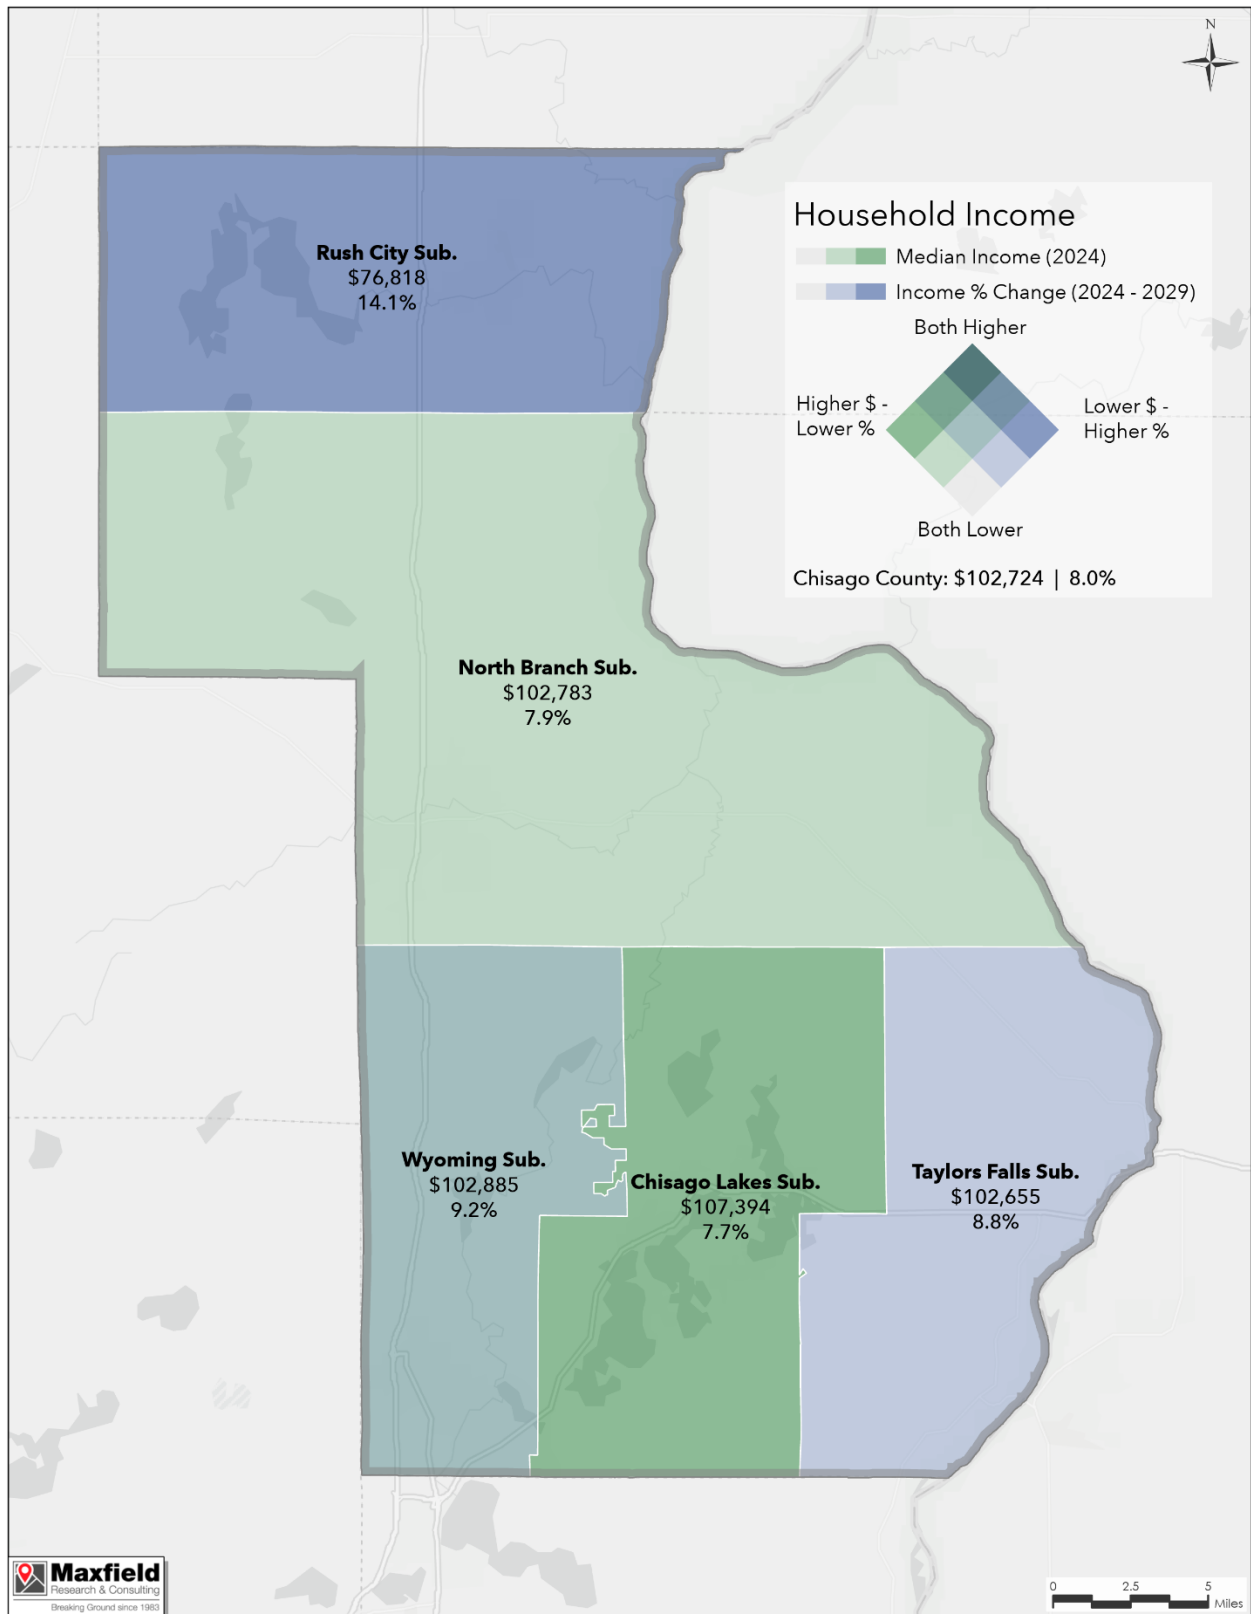 N
Household Income
Median Income (2024)
Income % Change (2024 - 2029)
Both Higher
Higher $ -
Lower %
Lower $ -
Higher %
Both Lower
Chisago County: $102,724 | 8.0%
Rush City Sub.
$76,818
14.1%
North Branch Sub.
$102,783
7.9%
Wyoming Sub.
$102,885
9.2%
Chisago Lakes Sub.
$107,394
7.7%
Taylors Falls Sub.
$102,655
8.8%
Maxfield
Research & Consulting
Breaking Ground since 1983
0 2.5 5
Miles